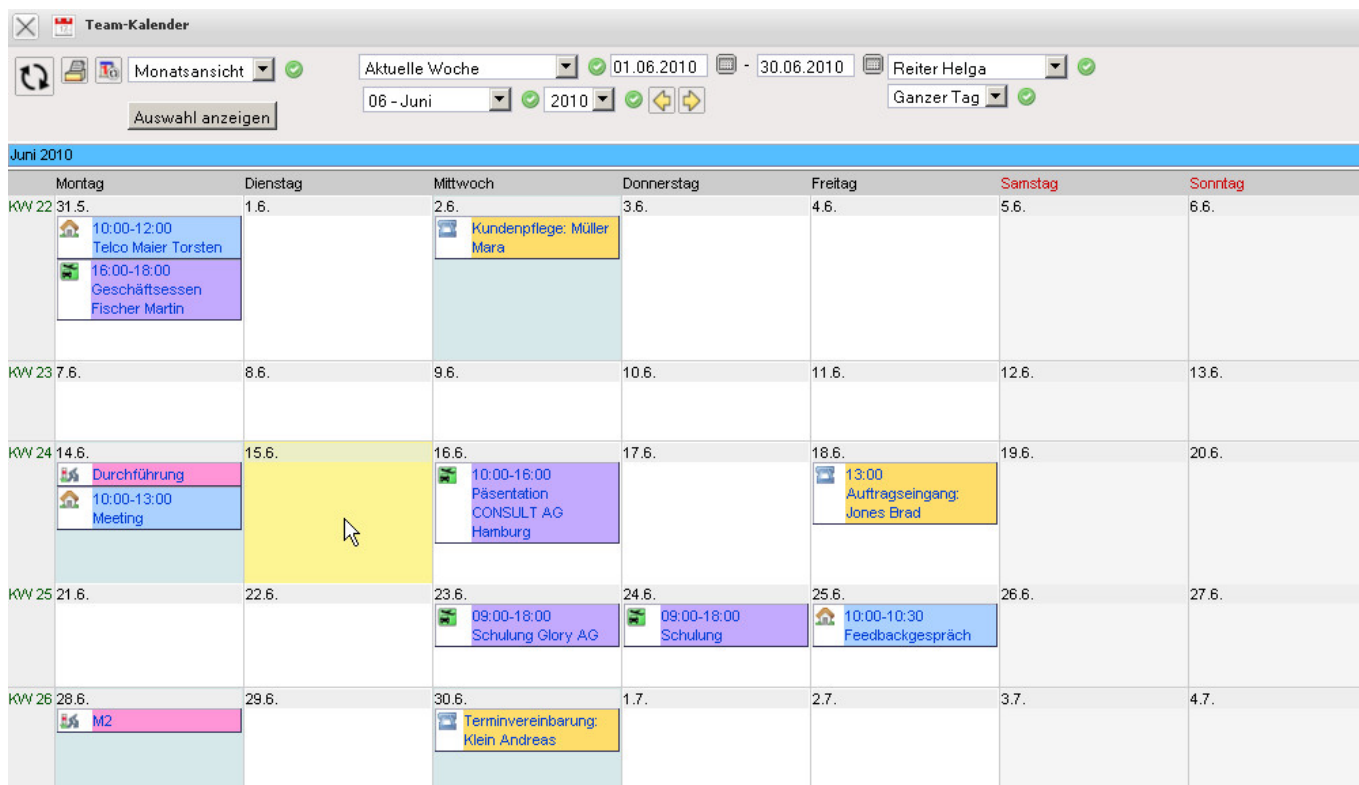 Team-Kalender
Monatsansicht Aktuelle Woche 01.06.2010 - 30.06.2010 Reiter Helga
06 - Juni 2010 Ganzer Tag
Auswahl anzeigen
Juni 2010
Montag Dienstag Mittwoch Donnerstag Freitag Samstag Sonntag
KW 22 31.5. 1.6. 2.6. 3.6. 4.6. 5.6. 6.6.
10:00-12:00
Telco Maier Torsten
16:00-18:00
Geschäftsessen
Fischer Martin
Kundenpflege: Müller
Mara
KW 23 7.6. 8.6. 9.6. 10.6. 11.6. 12.6. 13.6.
KW 24 14.6. 15.6. 16.6. 17.6. 18.6. 19.6. 20.6.
Durchführung
10:00-13:00
Meeting
10:00-16:00
Päsentation
CONSULT AG
Hamburg
13:00
Auftragseingang:
Jones Brad
KW 25 21.6. 22.6. 23.6. 24.6. 25.6. 26.6. 27.6.
09:00-18:00
Schulung Glory AG
09:00-18:00
Schulung
10:00-10:30
Feedbackgespräch
KW 26 28.6. 29.6. 30.6. 1.7. 2.7. 3.7. 4.7.
M2
Terminvereinbarung:
Klein Andreas